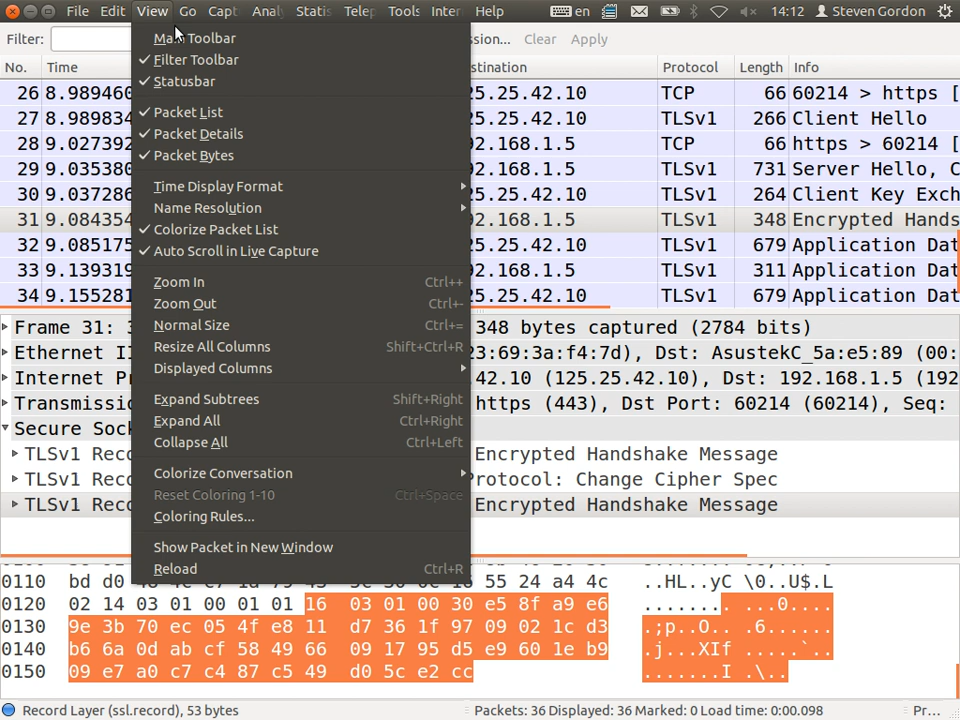 File Edit View Go Capt Anal Statis Telep Tools Inter Help en 14:12 Steven Gordon
Filter: ssion... Clear Apply
No. Time stination Protocol Length Info
26 8.989460 25.25.42.10 TCP 66 60214 > https [
27 8.989834 25.25.42.10 TLSv1 266 Client Hello
28 9.027392 92.168.1.5 TCP 66 https > 60214 [
29 9.035380 92.168.1.5 TLSv1 731 Server Hello, C
30 9.037286 25.25.42.10 TLSv1 264 Client Key Exch
31 9.084354 92.168.1.5 TLSv1 348 Encrypted Hands
32 9.085175 25.25.42.10 TLSv1 679 Application Dat
33 9.139319 92.168.1.5 TLSv1 311 Application Dat
34 9.155281 25.25.42.10 TLSv1 679 Application Dat
Main Toolbar
Filter Toolbar
Statusbar
Packet List
Packet Details
Packet Bytes
Time Display Format
Name Resolution
Colorize Packet List
Auto Scroll in Live Capture
Zoom In Ctrl++
Zoom Out Ctrl+-
Normal Size Ctrl+=
Resize All Columns Shift+Ctrl+R
Displayed Columns
Expand Subtrees Shift+Right
Expand All Ctrl+Right
Collapse All Ctrl+Left
Colorize Conversation
Reset Coloring 1-10 Ctrl+Space
Coloring Rules...
Show Packet in New Window
Reload Ctrl+R
Frame 31: 3 348 bytes captured (2784 bits)
Ethernet II 23:69:3a:f4:7d), Dst: AsustekC_5a:e5:89 (00:
Internet Pr .42.10 (125.25.42.10), Dst: 192.168.1.5 (192
Transmissio https (443), Dst Port: 60214 (60214), Seq:
Secure Sock
TLSv1 Reco Encrypted Handshake Message
TLSv1 Reco rotocol: Change Cipher Spec
TLSv1 Reco Encrypted Handshake Message
0110 bd d0 55 24 a4 4c ..HL..yC \0..U$.L
0120 02 14 03 01 00 01 01 16 03 01 00 30 e5 8f a9 e6 ........ ...0....
0130 9e 3b 70 ec 05 4f e8 11 d7 36 1f 97 09 02 1c d3 .;p..O.. .6......
0140 b6 6a 0d ab cf 58 49 66 09 17 95 d5 e9 60 1e b9 .j...XIf .....`..
0150 09 e7 a0 c7 c4 87 c5 49 d0 5c e2 cc .......I .\..
Record Layer (ssl.record), 53 bytes Packets: 36 Displayed: 36 Marked: 0 Load time: 0:00.098 Pr...